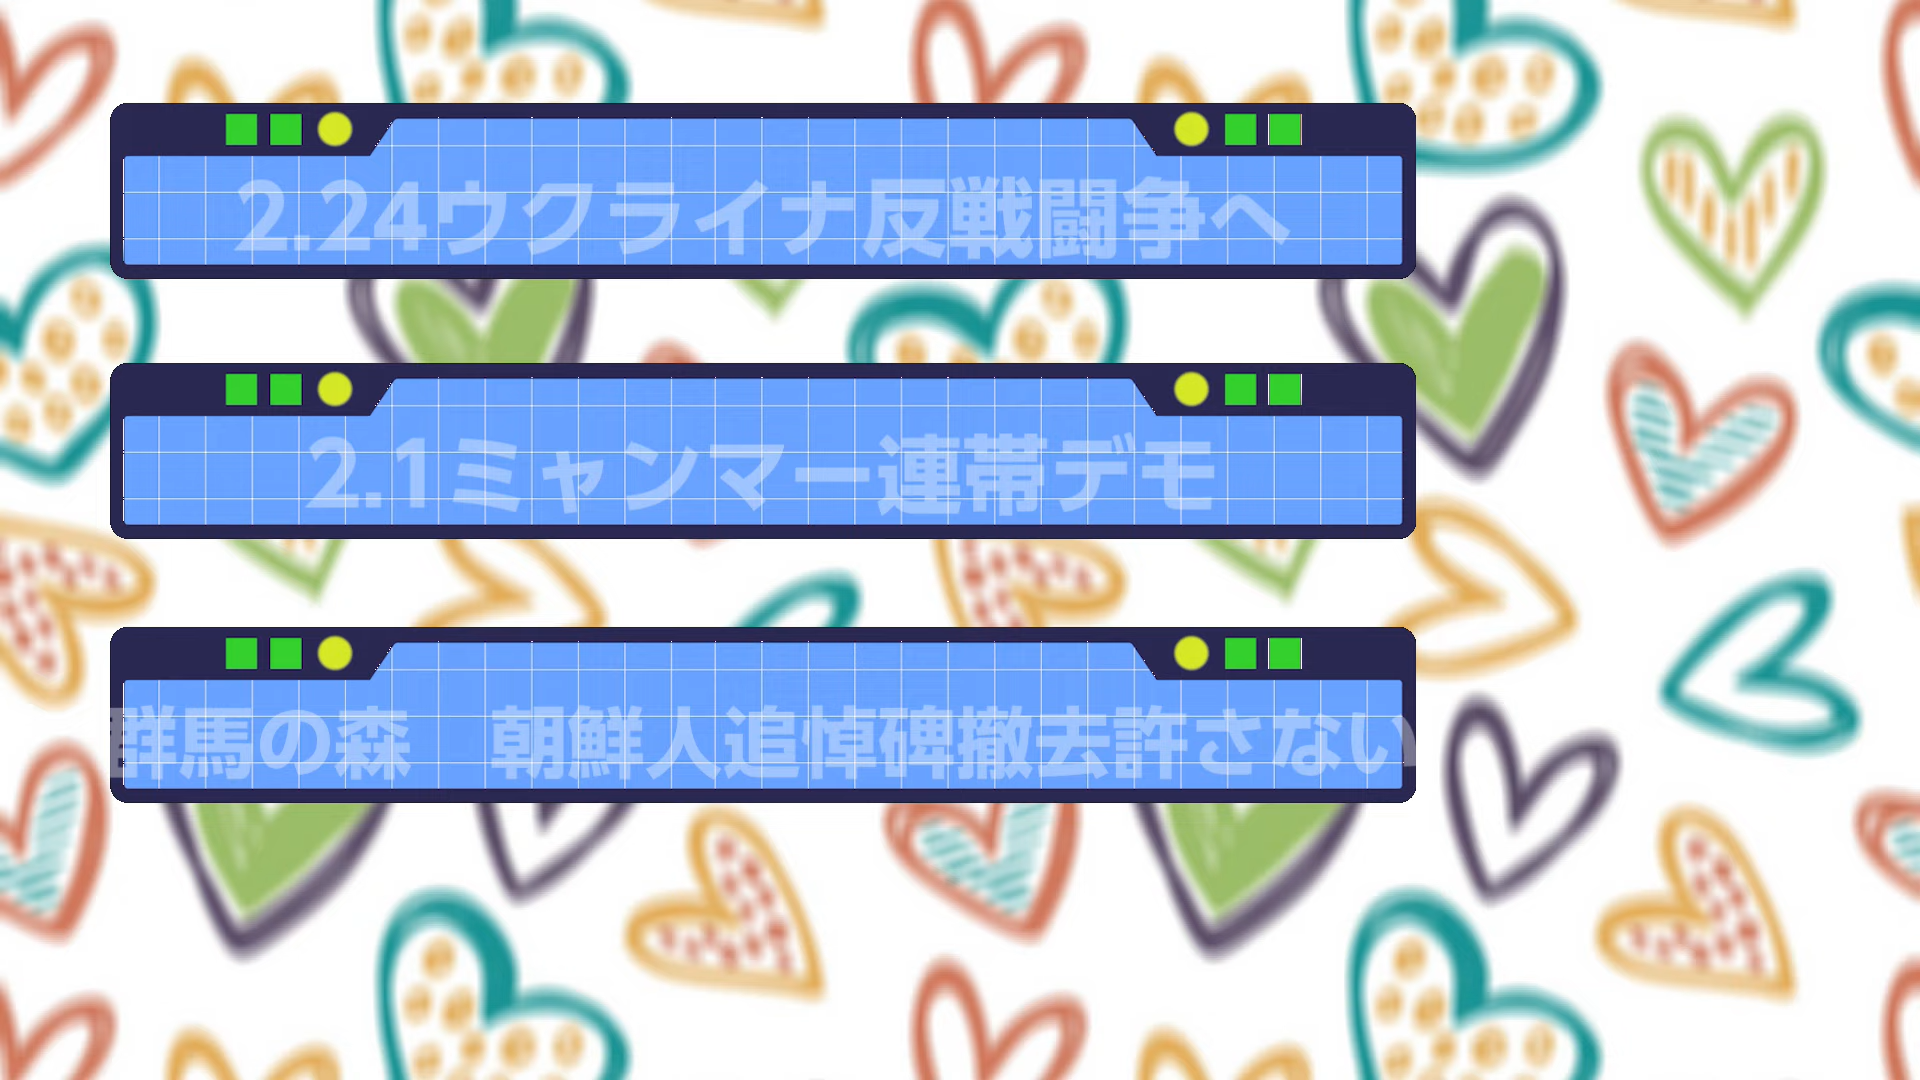 2.24ウクライナ反戦闘争へ
2.1ミャンマー連帯デモ
群馬の森　朝鮮人追悼碑撤去許さない